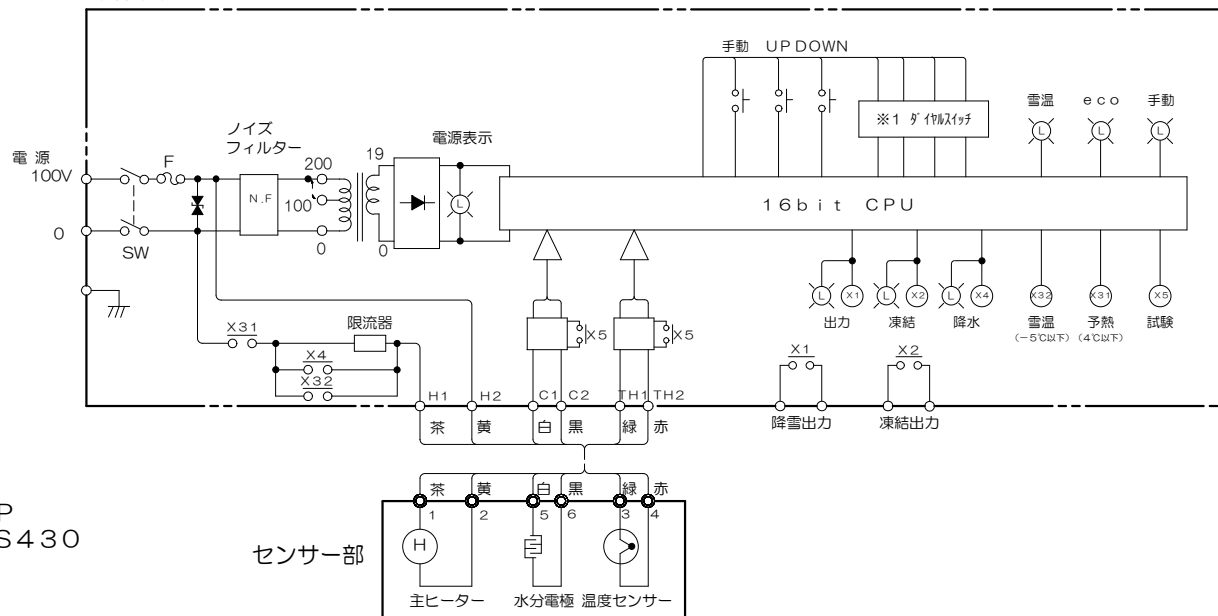 手動 UP DOWN
雪温 eco 手動
L L L
※1 ダイヤルスイッチ
ノイズ
フィルター
電源表示
電源
100V
F
200
19
N.F
100
L
16bit CPU
0
SW
0
0
L X1 L X2 L X4 X32 X31 X5
出力 凍結 降水 雪温 予熱 試験
(-5℃以下) (4℃以下)
X31
限流器
X5 X5
X1 X2
X4
X32
H1 H2 C1 C2 TH1 TH2
茶 黄 白 黒 緑 赤
降雪出力 凍結出力
茶 黄 白 黒 緑 赤
1 2 5 6 3 4
P
S430
センサー部
H
主ヒーター 水分電極 温度センサー